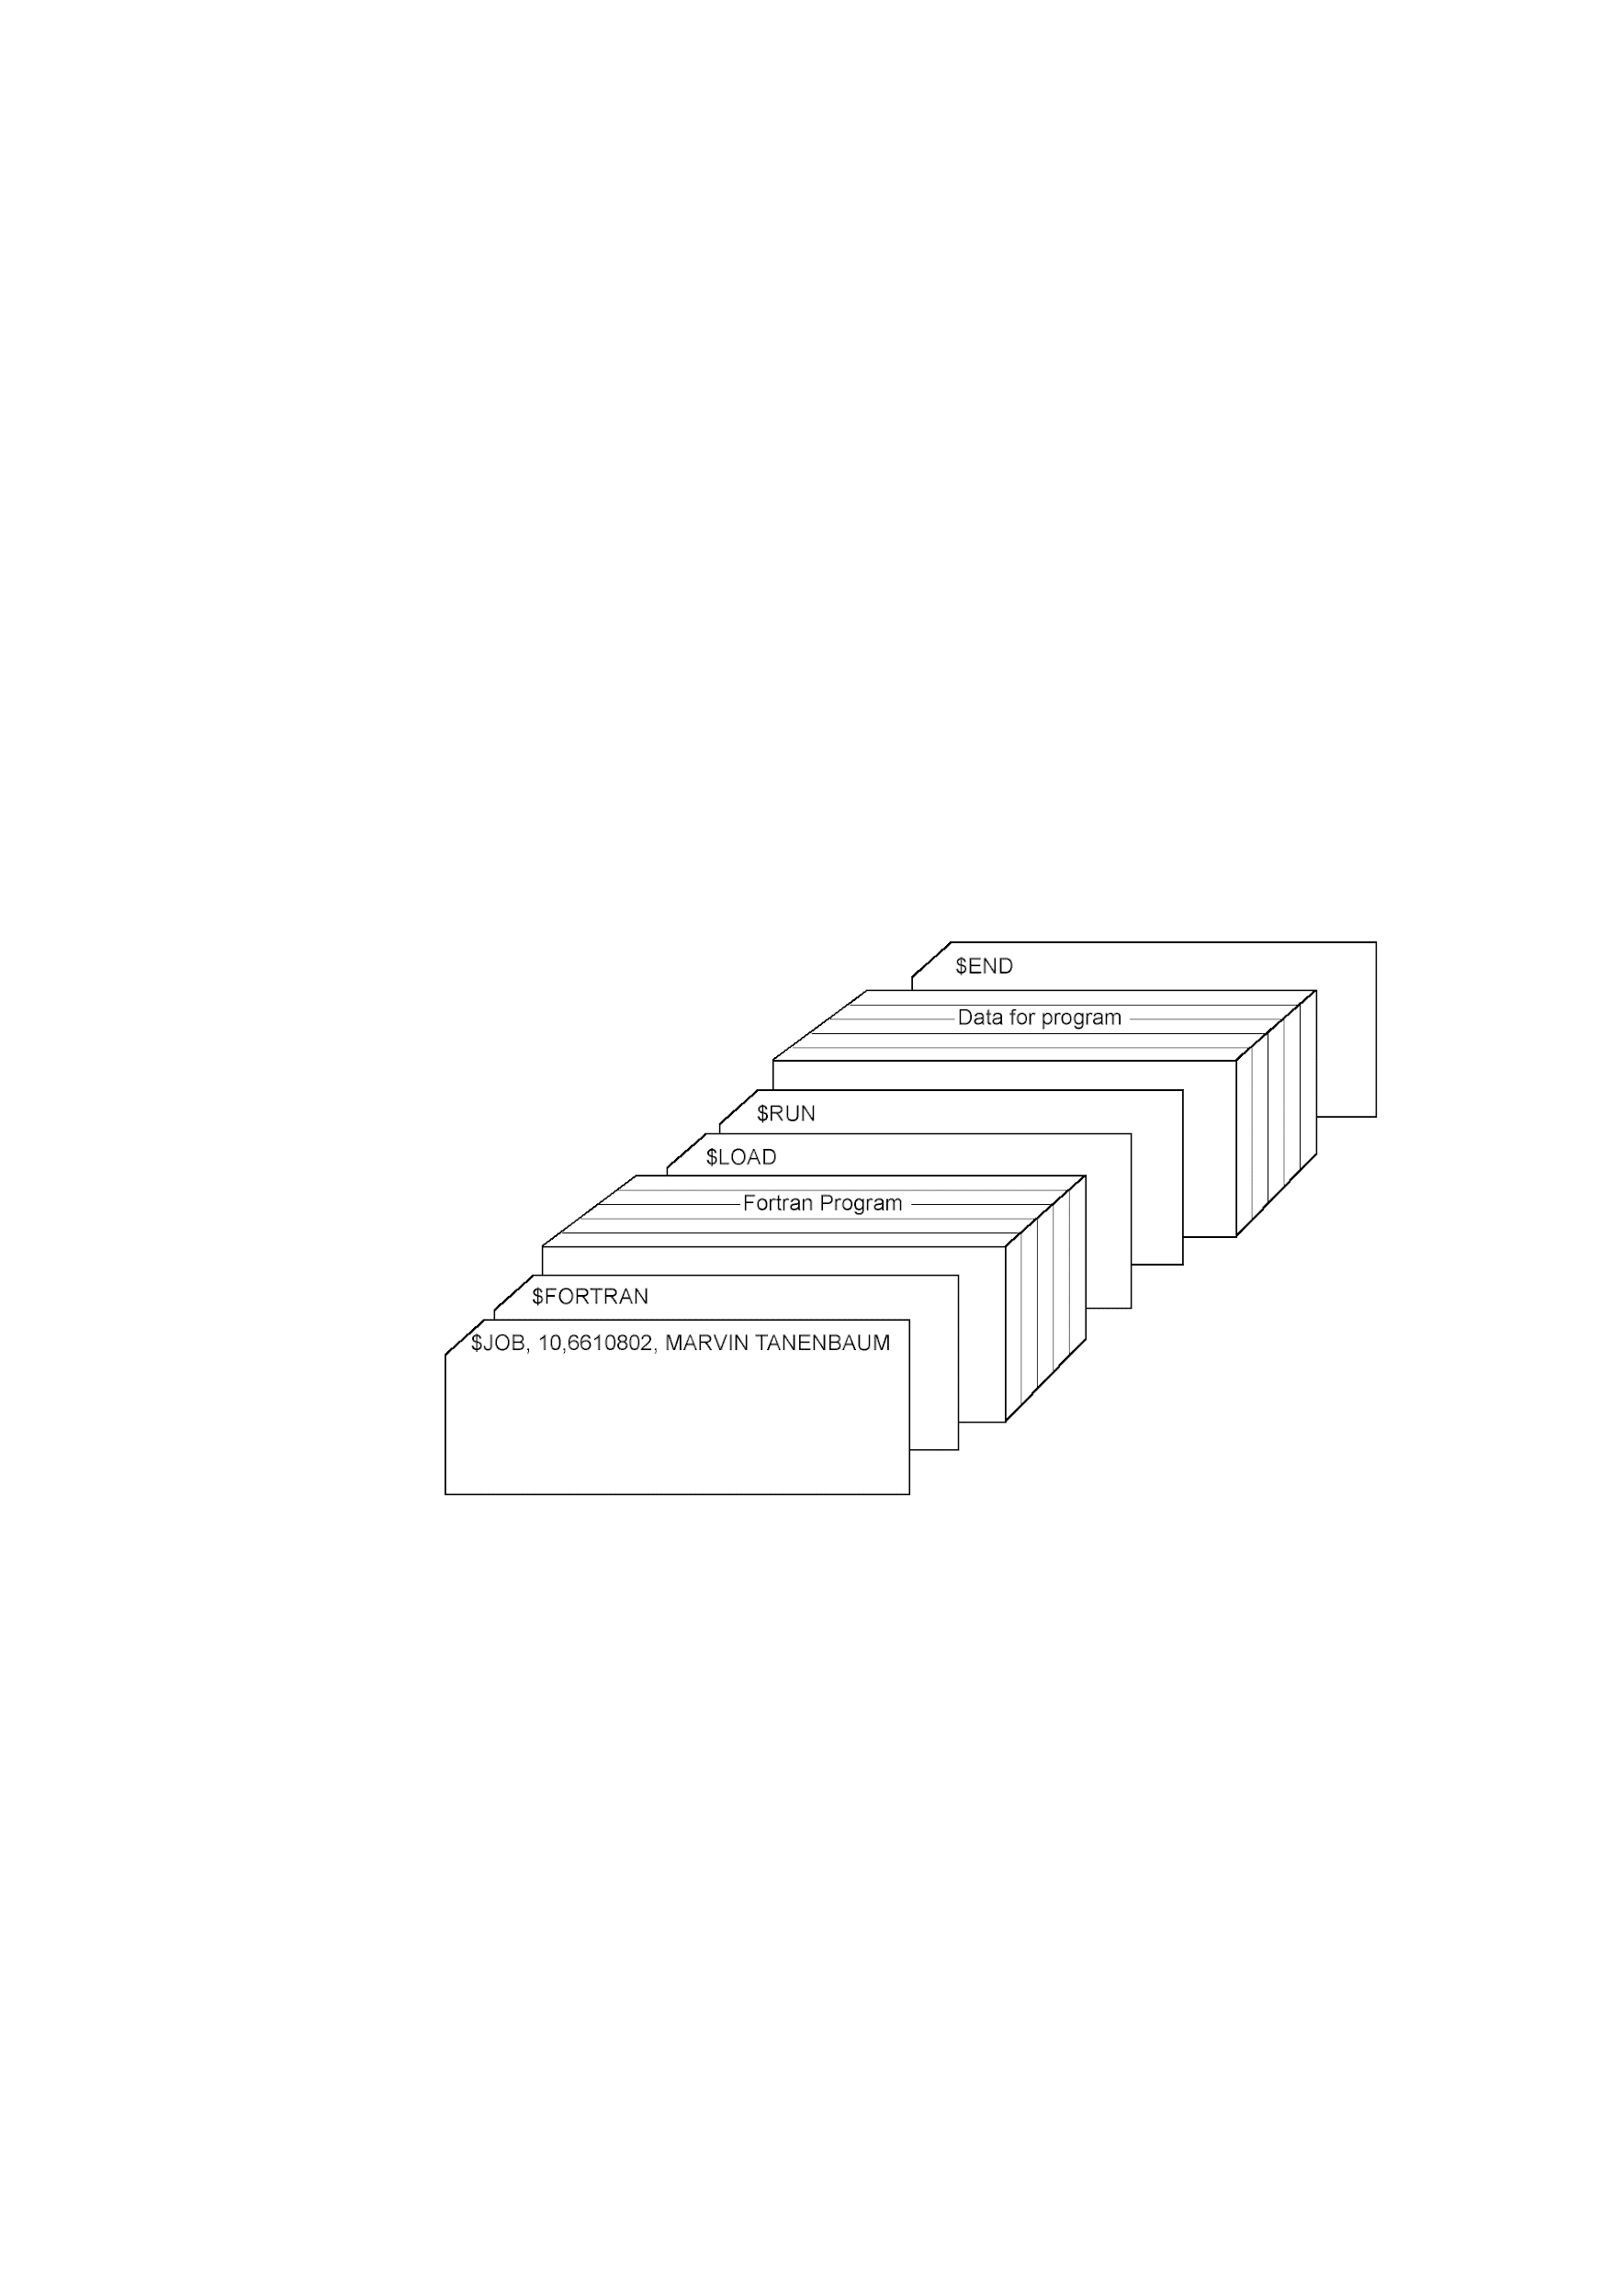 $END
Data for program
$RUN
$LOAD
Fortran Program
$FORTRAN
$JOB, 10,6610802, MARVIN TANENBAUM